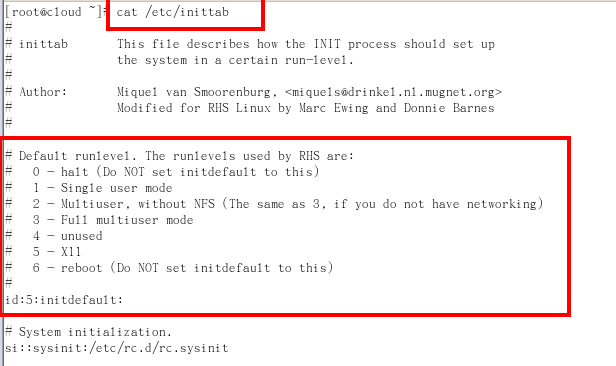 [root@cloud ~]# cat /etc/inittab
#
# inittab       This file describes how the INIT process should set up
#               the system in a certain run-level.
#
# Author:       Miquel van Smoorenburg, <miquels@drinkel.nl.mugnet.org>
#               Modified for RHS Linux by Marc Ewing and Donnie Barnes
#
# Default runlevel. The runlevels used by RHS are:
#   0 - halt (Do NOT set initdefault to this)
#   1 - Single user mode
#   2 - Multiuser, without NFS (The same as 3, if you do not have networking)
#   3 - Full multiuser mode
#   4 - unused
#   5 - X11
#   6 - reboot (Do NOT set initdefault to this)
#
id:5:initdefault:
# System initialization.
si::sysinit:/etc/rc.d/rc.sysinit